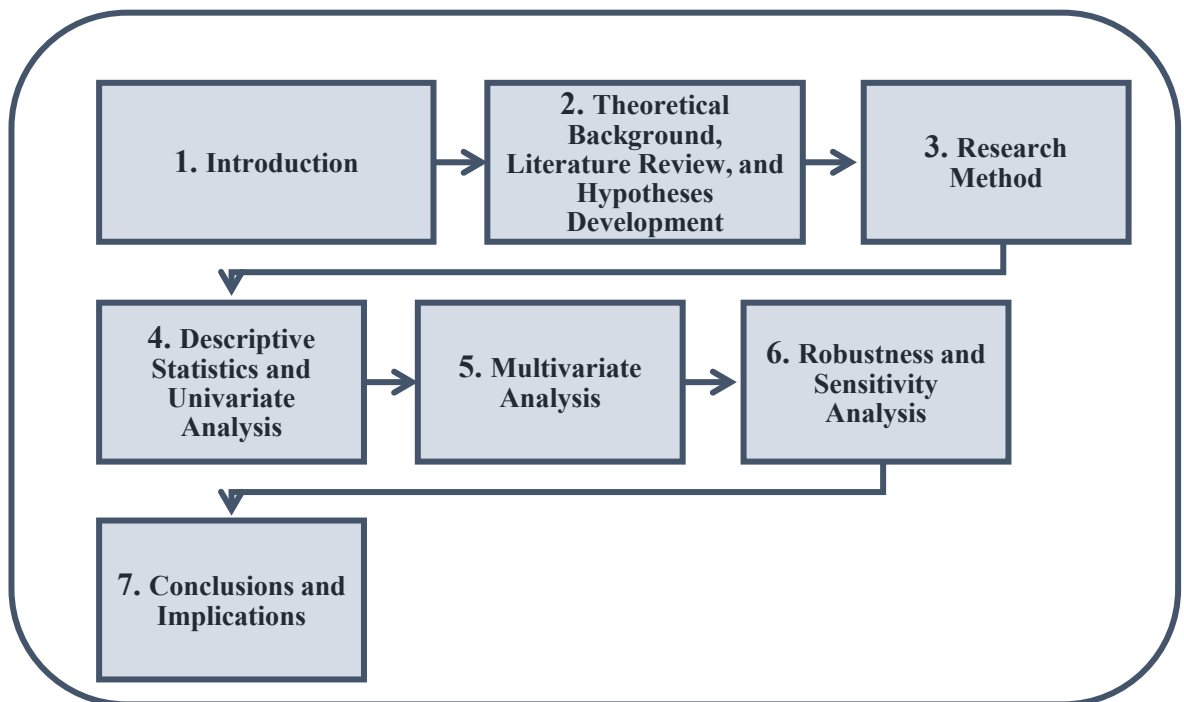 1. Introduction
2. Theoretical
Background,
Literature Review, and
Hypotheses
Development
3. Research
Method
4. Descriptive
Statistics and
Univariate
Analysis
5. Multivariate
Analysis
6. Robustness and
Sensitivity
Analysis
7. Conclusions and
Implications